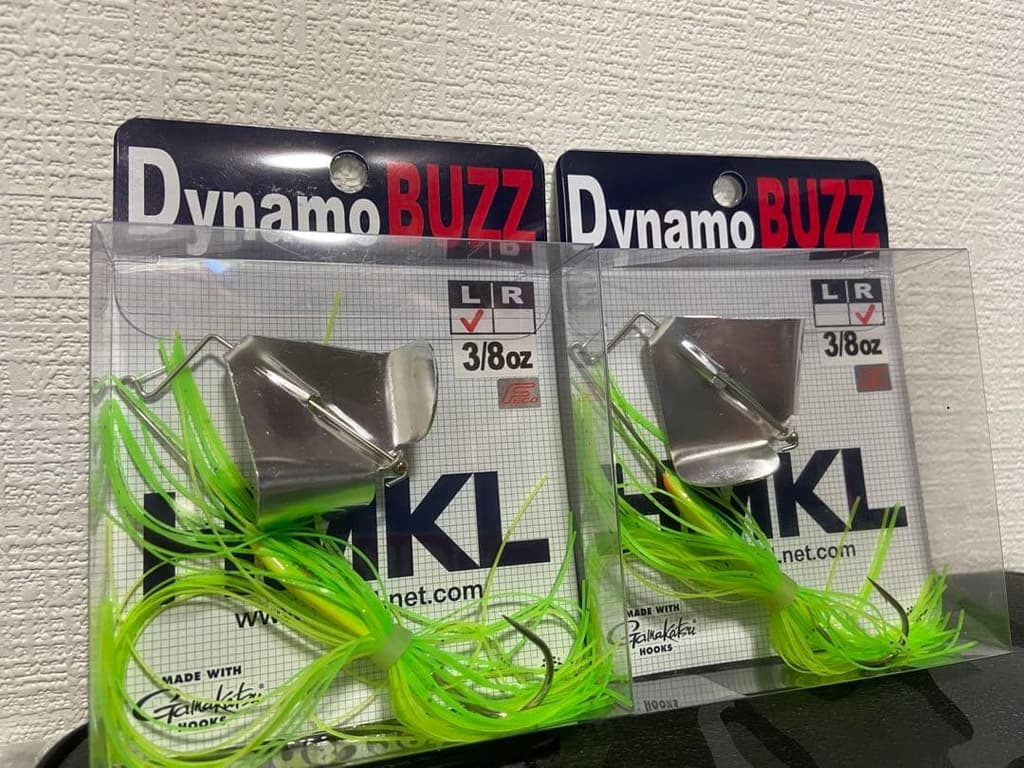 Dynamo BUZZ
L R
3/8oz
FECO
HMKL
.net.com
MADE WITH
Gamakatsu
HOOKS
Dynamo BUZZ
L R
3/8oz
HMKL
.net.com
MADE WITH
Gamakatsu
HOOKS